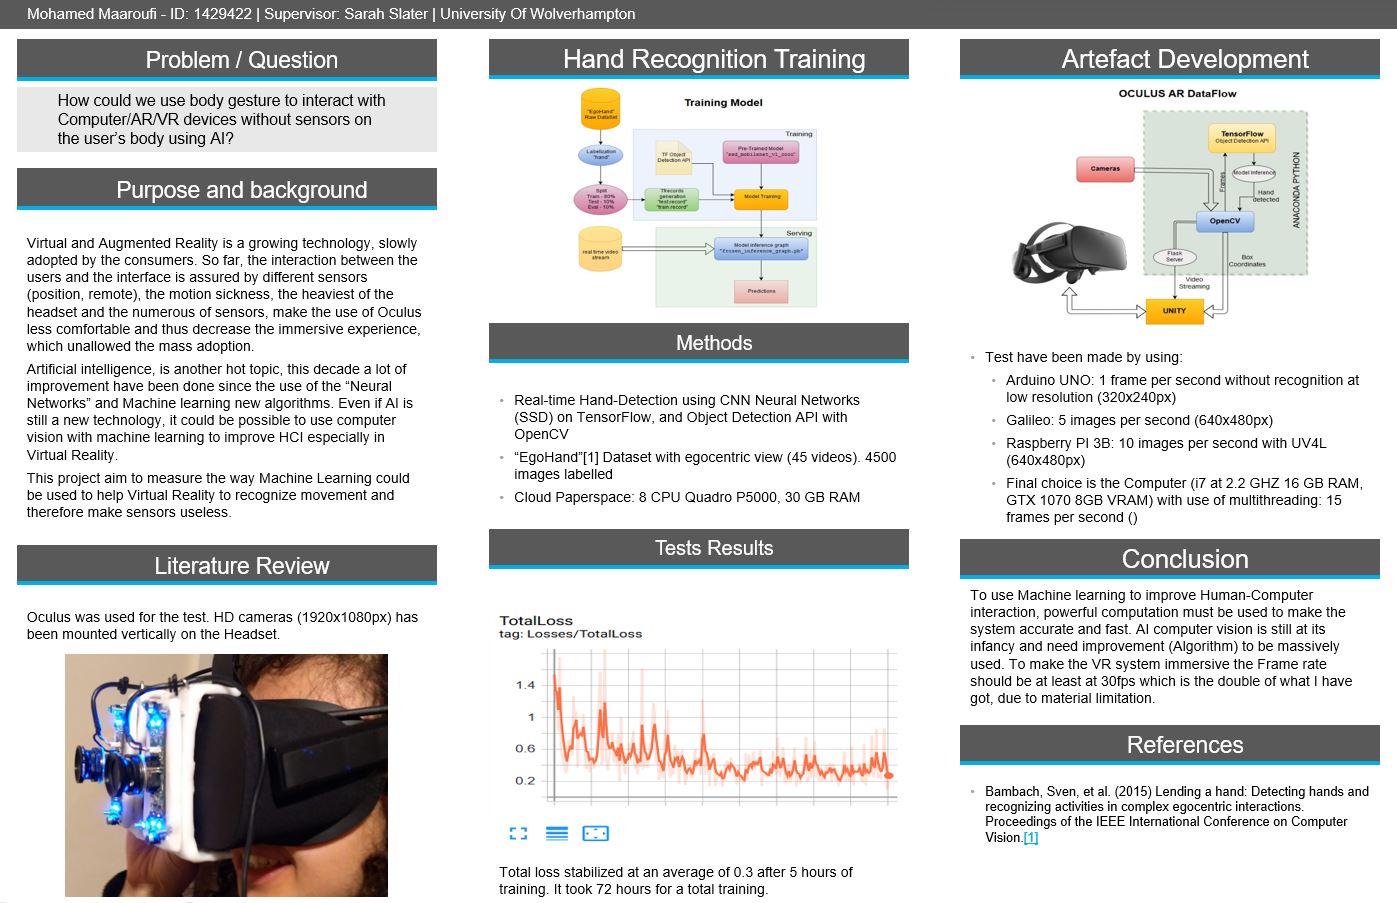 Mohamed Maaroufi - ID: 1429422 | Supervisor: Sarah Slater | University Of Wolverhampton
Problem / Question
How could we use body gesture to interact with
Computer/AR/VR devices without sensors on
the user's body using AI?
Purpose and background
Virtual and Augmented Reality is a growing technology, slowly
adopted by the consumers. So far, the interaction between the
users and the interface is assured by different sensors
(position, remote), the motion sickness, the heaviest of the
headset and the numerous of sensors, make the use of Oculus
less comfortable and thus decrease the immersive experience,
which unallowed the mass adoption.
Artificial intelligence, is another hot topic, this decade a lot of
improvement have been done since the use of the “Neural
Networks” and Machine learning new algorithms. Even if AI is
still a new technology, it could be possible to use computer
vision with machine learning to improve HCI especially in
Virtual Reality.
This project aim to measure the way Machine Learning could
be used to help Virtual Reality to recognize movement and
therefore make sensors useless.
Literature Review
Oculus was used for the test. HD cameras (1920x1080px) has
been mounted vertically on the Headset.
Hand Recognition Training
Training Model
"EgoHand"
Raw DataSet
Training
Labelization
"hand"
TF Object
Detection API
Pre-Trained Model
"ssd_mobilenet_v1_coco"
Split
Train - 80%
Test - 10%
Eval - 10%
TFrecords
generation
"test.record"
"train.record"
Model Training
Serving
real time video
stream
Model inference graph
"frozen_inference_graph.pb"
Predictions
Methods
• Real-time Hand-Detection using CNN Neural Networks
(SSD) on TensorFlow, and Object Detection API with
OpenCV
• “EgoHand”[1] Dataset with egocentric view (45 videos). 4500
images labelled
• Cloud Paperspace: 8 CPU Quadro P5000, 30 GB RAM
Tests Results
TotalLoss
tag: Losses/TotalLoss
1.4
1
0.6
0.2
Total loss stabilized at an average of 0.3 after 5 hours of
training. It took 72 hours for a total training.
Artefact Development
OCULUS AR DataFlow
TensorFlow
Object Detection API
Cameras
Model Inference
Frames
Hand
detected
ANACONDA PYTHON
OpenCV
Flask
Server
Box
Coordinates
Video
Streaming
UNITY
• Test have been made by using:
• Arduino UNO: 1 frame per second without recognition at
low resolution (320x240px)
• Galileo: 5 images per second (640x480px)
• Raspberry PI 3B: 10 images per second with UV4L
(640x480px)
• Final choice is the Computer (i7 at 2.2 GHZ 16 GB RAM,
GTX 1070 8GB VRAM) with use of multithreading: 15
frames per second ()
Conclusion
To use Machine learning to improve Human-Computer
interaction, powerful computation must be used to make the
system accurate and fast. AI computer vision is still at its
infancy and need improvement (Algorithm) to be massively
used. To make the VR system immersive the Frame rate
should be at least at 30fps which is the double of what I have
got, due to material limitation.
References
• Bambach, Sven, et al. (2015) Lending a hand: Detecting hands and
recognizing activities in complex egocentric interactions.
Proceedings of the IEEE International Conference on Computer
Vision.[1]